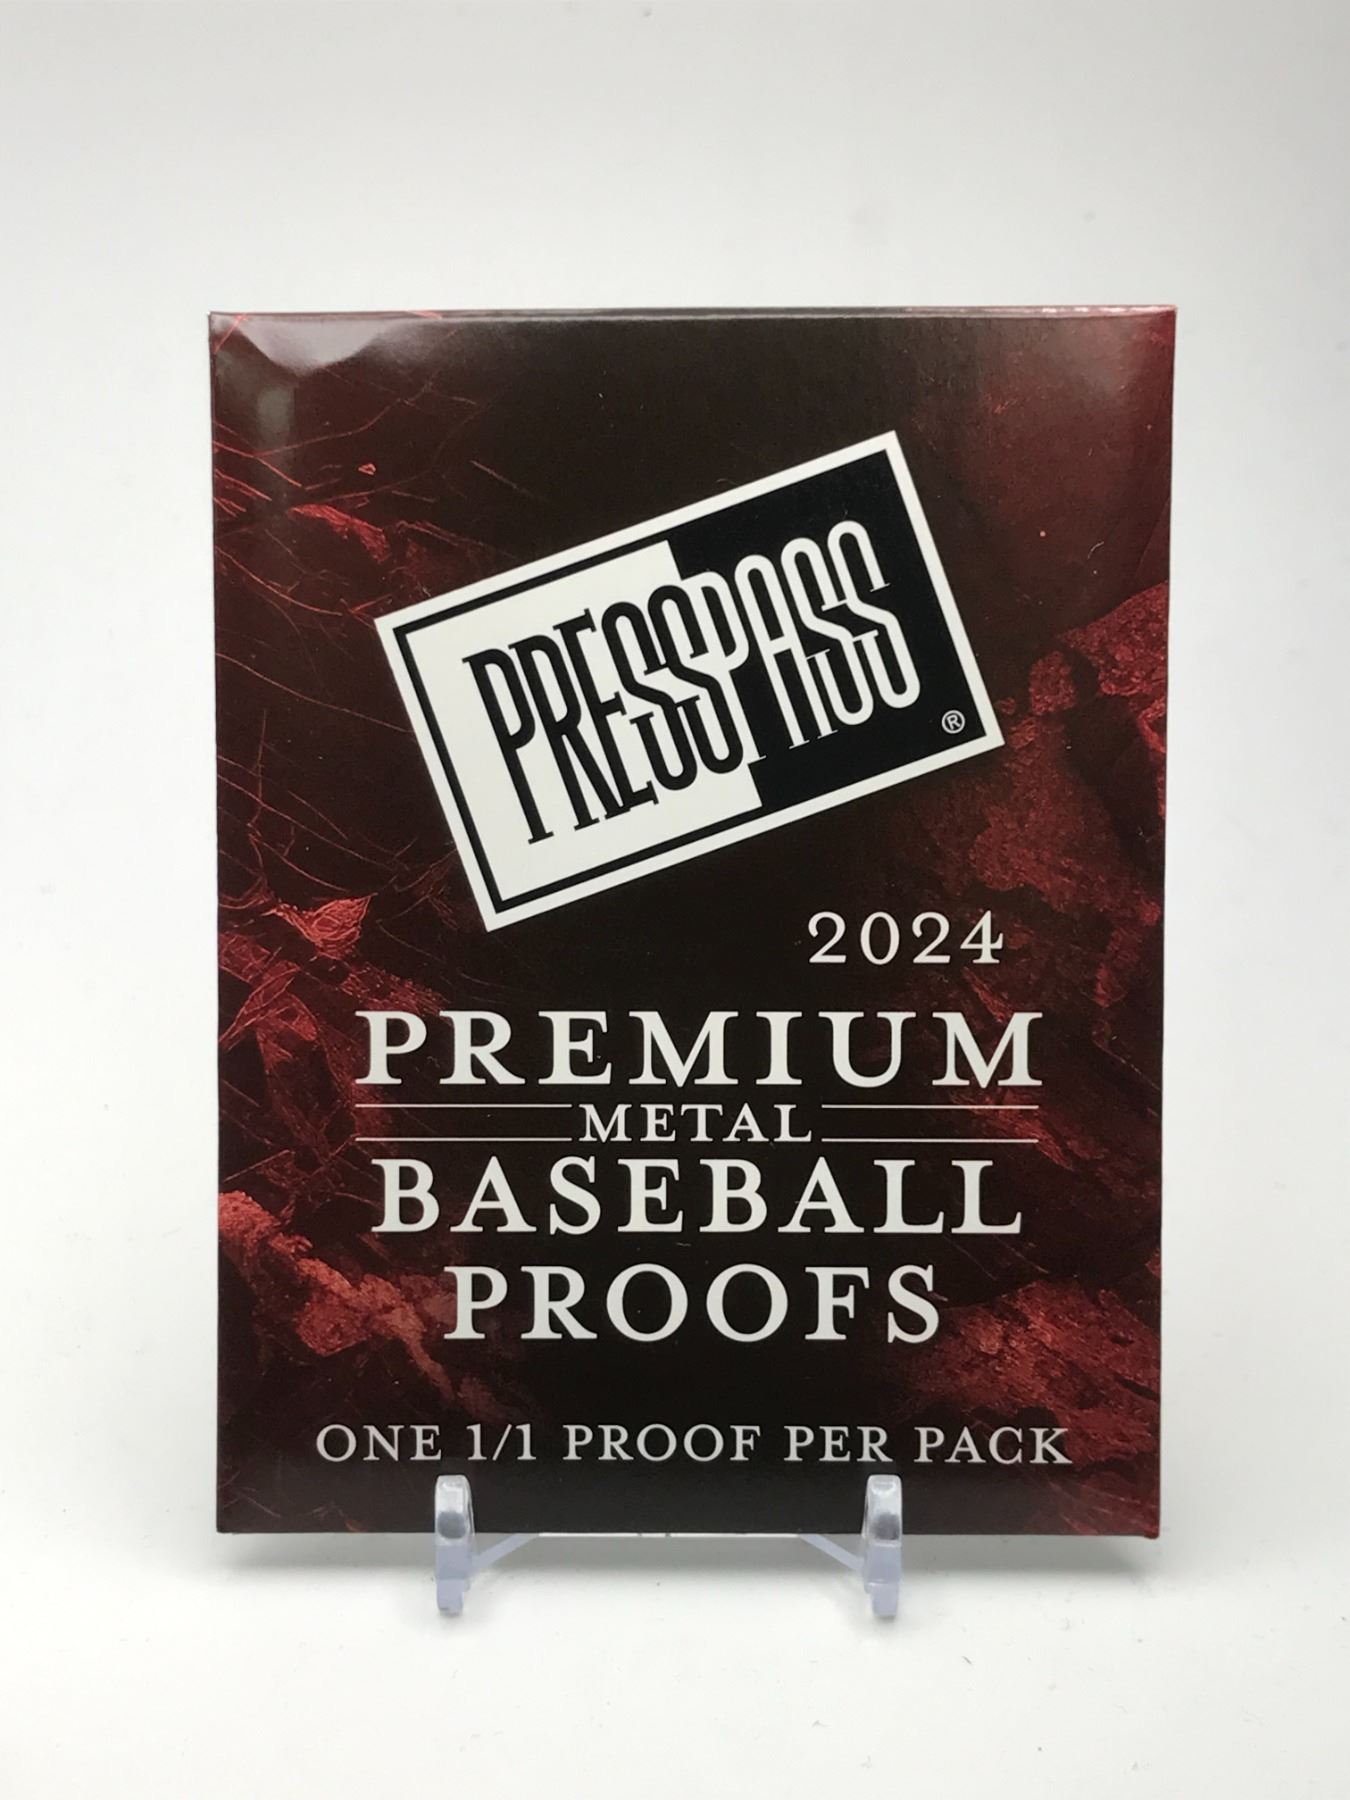 PRESSPASS ®
2024
PREMIUM
METAL
BASEBALL
PROOFS
ONE 1/1 PROOF PER PACK